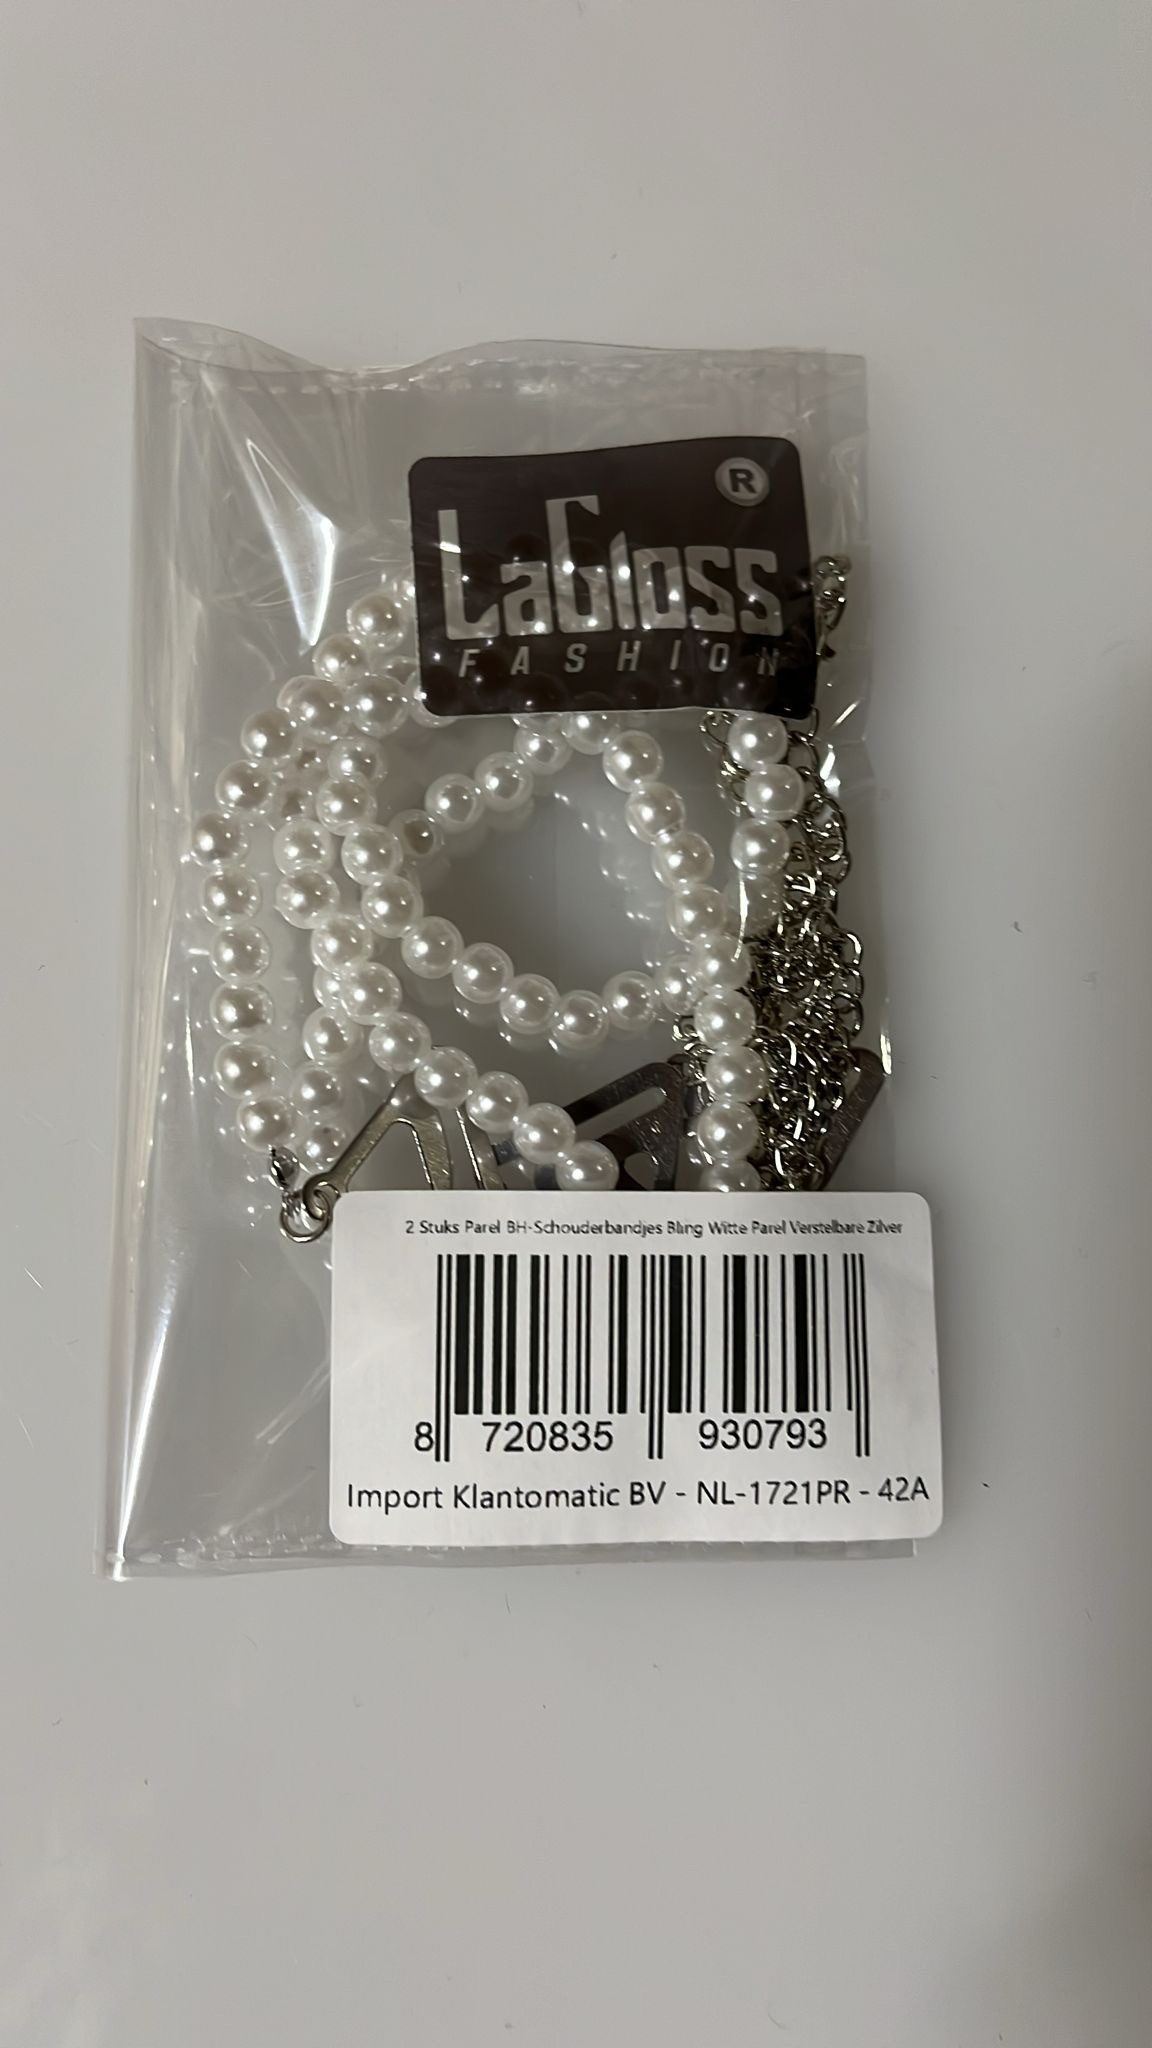 ®
LaGloss
FASHION
2 Stuks Parel BH-Schouderbandjes Bling Witte Parel Verstelbare Zilver
8 720835 930793
Import Klantomatic BV - NL-1721PR - 42A